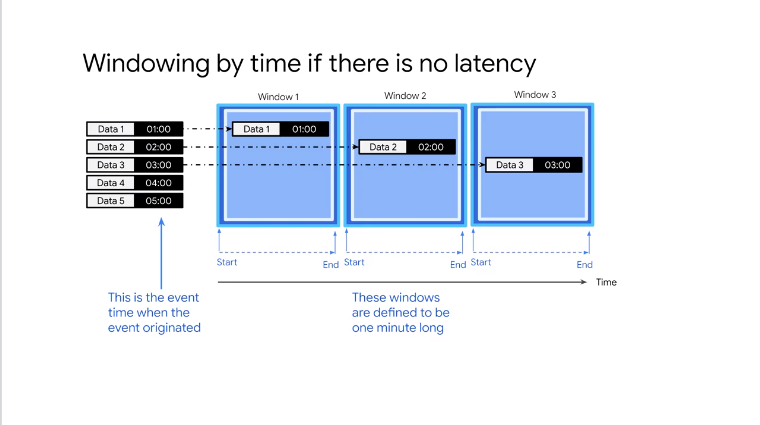 Windowing by time if there is no latency
Window 1
Window 2
Window 3
Data 1 01:00
Data 2 02:00
Data 3 03:00
Data 4 04:00
Data 5 05:00
Data 1 01:00
Data 2 02:00
Data 3 03:00
Start
End
Start
End
Start
End
Time
This is the event
time when the
event originated
These windows
are defined to be
one minute long